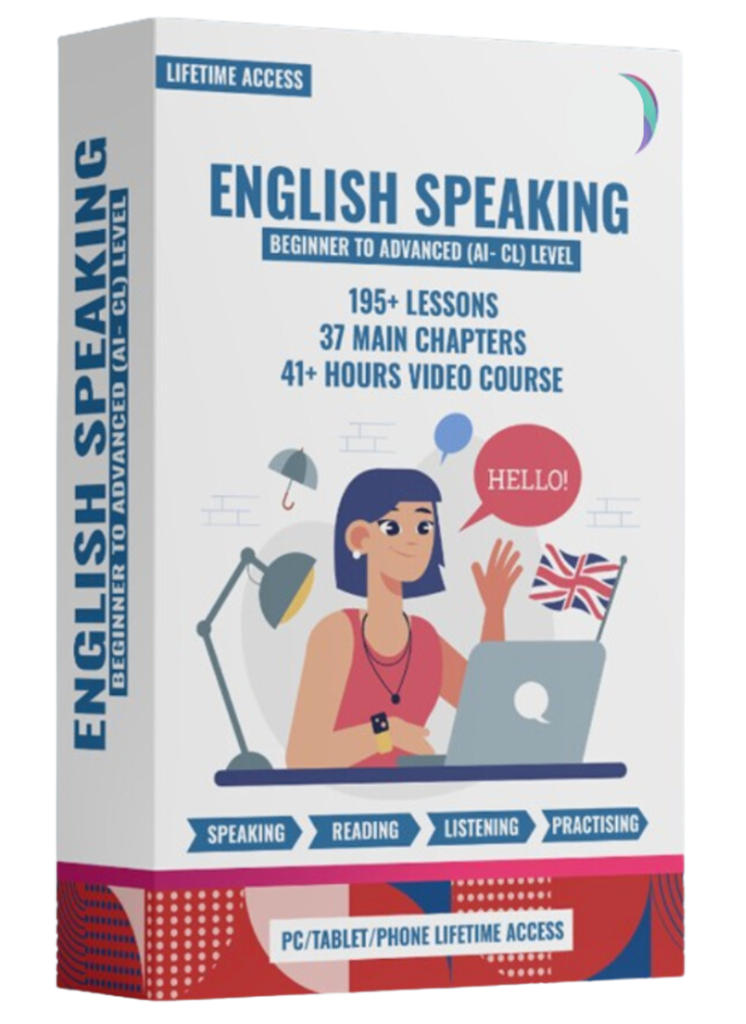 LIFETIME ACCESS
ENGLISH SPEAKING
BEGINNER TO ADVANCED (AI- CL) LEVEL
195+ LESSONS
37 MAIN CHAPTERS
41+ HOURS VIDEO COURSE
HELLO!
SPEAKING READING LISTENING PRACTISING
PC/TABLET/PHONE LIFETIME ACCESS
ENGLISH SPEAKING
BEGINNER TO ADVANCED (AI- CL) LEVEL